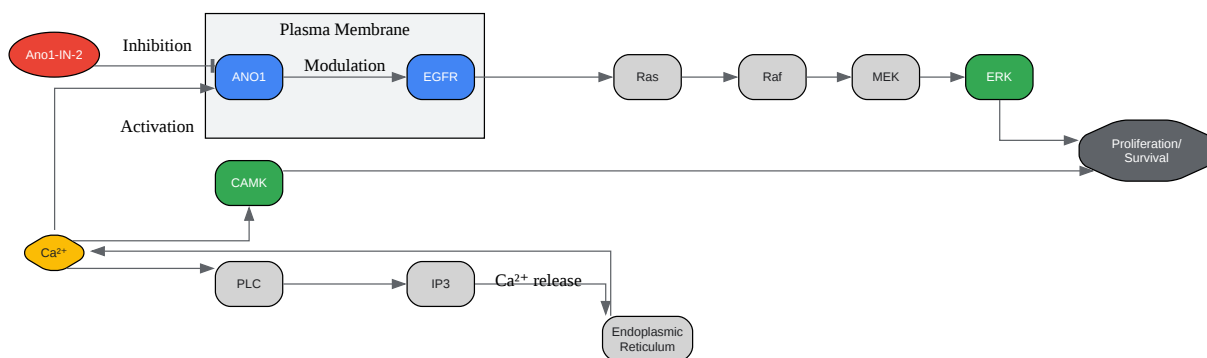 Plasma Membrane
Inhibition
Ano1-IN-2
ANO1
Modulation
EGFR
Ras
Raf
MEK
ERK
Activation
Proliferation/
Survival
CAMK
Ca²⁺
PLC
IP3
Ca²⁺ release
Endoplasmic
Reticulum